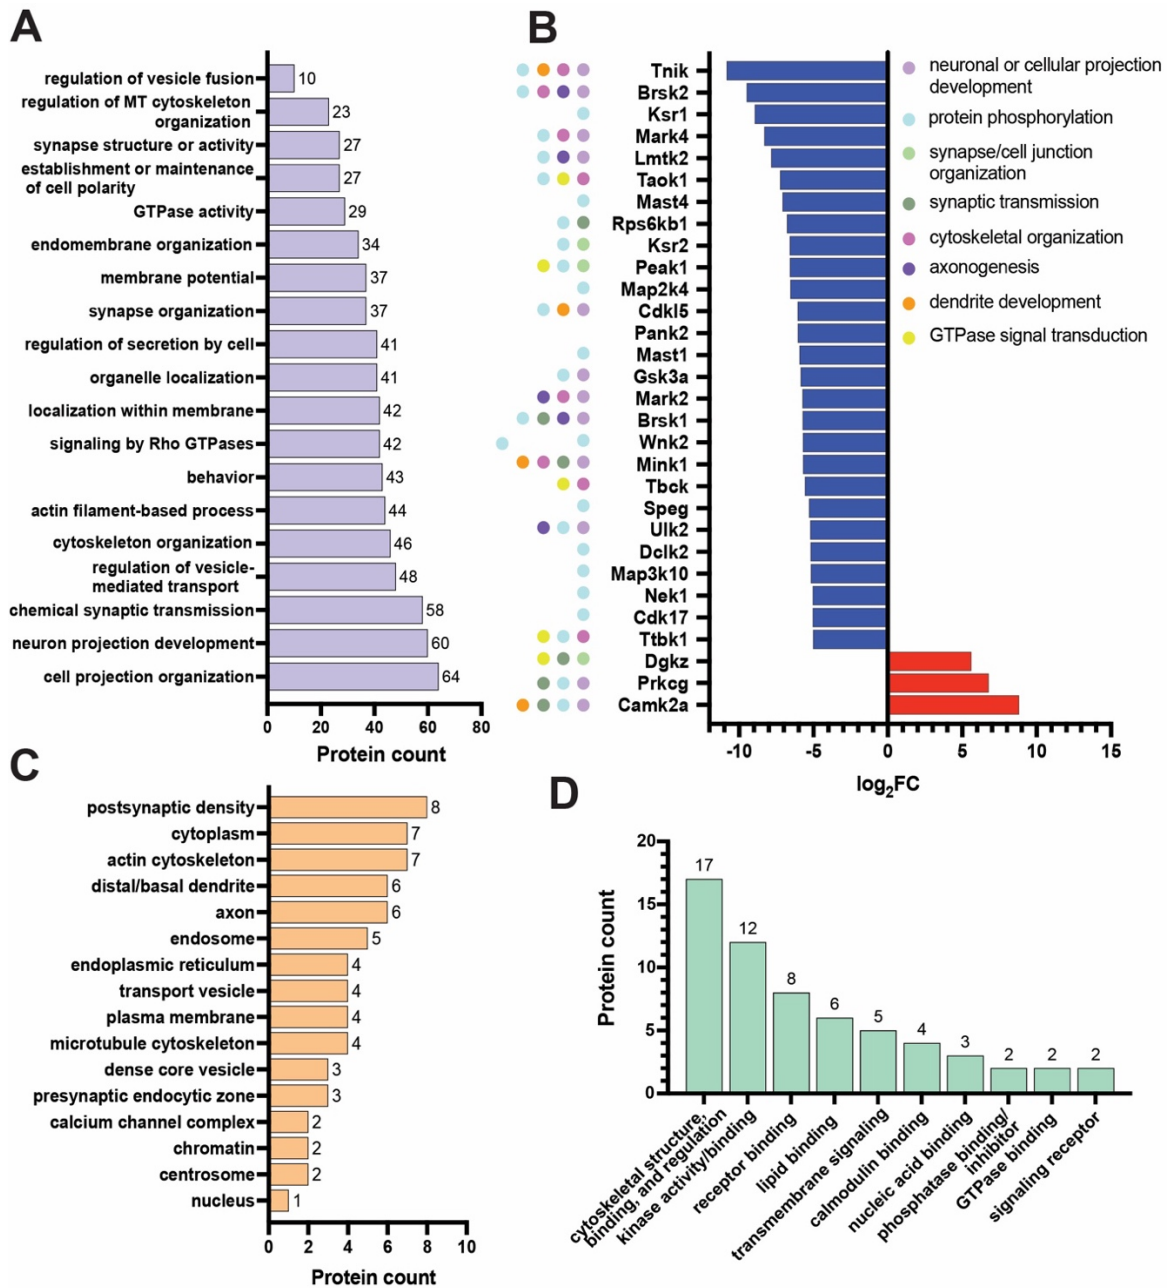 A
regulation of vesicle fusion 10
regulation of MT cytoskeleton
organization 23
synapse structure or activity 27
establishment or maintenance
of cell polarity 27
GTPase activity 29
endomembrane organization 34
membrane potential 37
synapse organization 37
regulation of secretion by cell 41
organelle localization 41
localization within membrane 42
signaling by Rho GTPases 42
behavior 43
actin filament-based process 44
cytoskeleton organization 46
regulation of vesicle-
mediated transport 48
chemical synaptic transmission 58
neuron projection development 60
cell projection organization 64
0 20 40 60 80
Protein count
B
Tnik
Brsk2
Ksr1
Mark4
Lmtk2
Taok1
Mast4
Rps6kb1
Ksr2
Peak1
Map2k4
Cdkl5
Pank2
Mast1
Gsk3a
Mark2
Brsk1
Wnk2
Mink1
Tbck
Speg
Ulk2
Dclk2
Map3k10
Nek1
Cdk17
Ttbk1
Dgkz
Prkcg
Camk2a
-10 -5 0 5 10 15
log2FC
neuronal or cellular projection
development
protein phosphorylation
synapse/cell junction
organization
synaptic transmission
cytoskeletal organization
axonogenesis
dendrite development
GTPase signal transduction
C
postsynaptic density 8
cytoplasm 7
actin cytoskeleton 7
distal/basal dendrite 6
axon 6
endosome 5
endoplasmic reticulum 4
transport vesicle 4
plasma membrane 4
microtubule cytoskeleton 4
dense core vesicle 3
presynaptic endocytic zone 3
calcium channel complex 2
chromatin 2
centrosome 2
nucleus 1
0 2 4 6 8 10
Protein count
D
Protein count
20
15
10
5
0
17
12
8
6
5
4
3
2
2
2
cytoskeletal structure,
binding, and regulation
kinase activity/binding
receptor binding
lipid binding
transmembrane signaling
calmodulin binding
nucleic acid binding
phosphatase binding/
inhibitor
GTPase binding
signaling receptor